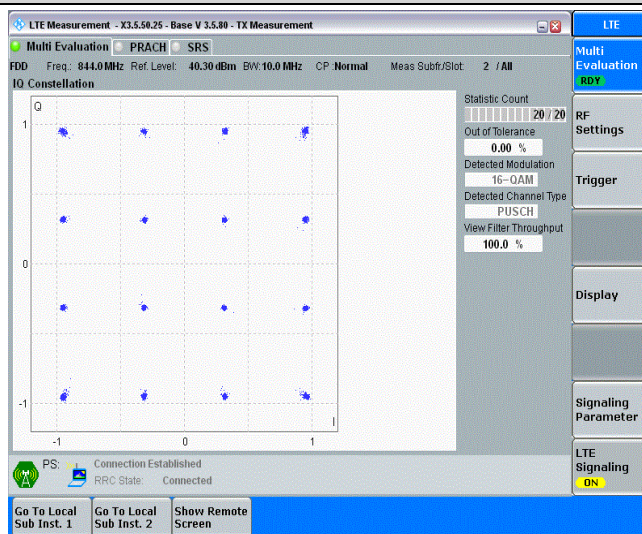 LTE Measurement - X3.5.50.25 - Base V 3.5.80 - TX Measurement
LTE
Multi Evaluation PRACH SRS
Multi
Evaluation
RDY
FDD Freq.: 844.0 MHz Ref. Level: 40.30 dBm BW: 10.0 MHz CP :Normal Meas Subfr./Slot: 2 / All
IQ Constellation
Q
1
0
-1
-1 0 1
I
Statistic Count
20 / 20
Out of Tolerance
0.00 %
Detected Modulation
16-QAM
Detected Channel Type
PUSCH
View Filter Throughput
100.0 %
RF
Settings
Trigger
Display
Signaling
Parameter
LTE
Signaling
ON
PS: Connection Established
RRC State: Connected
Go To Local
Sub Inst. 1
Go To Local
Sub Inst. 2
Show Remote
Screen